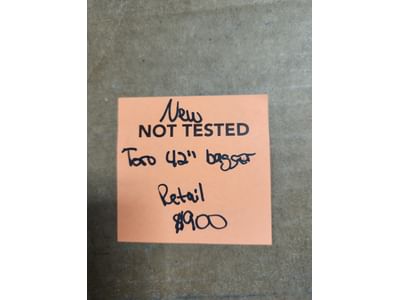 New
NOT TESTED
Toro 42" bagger
Retail
$900